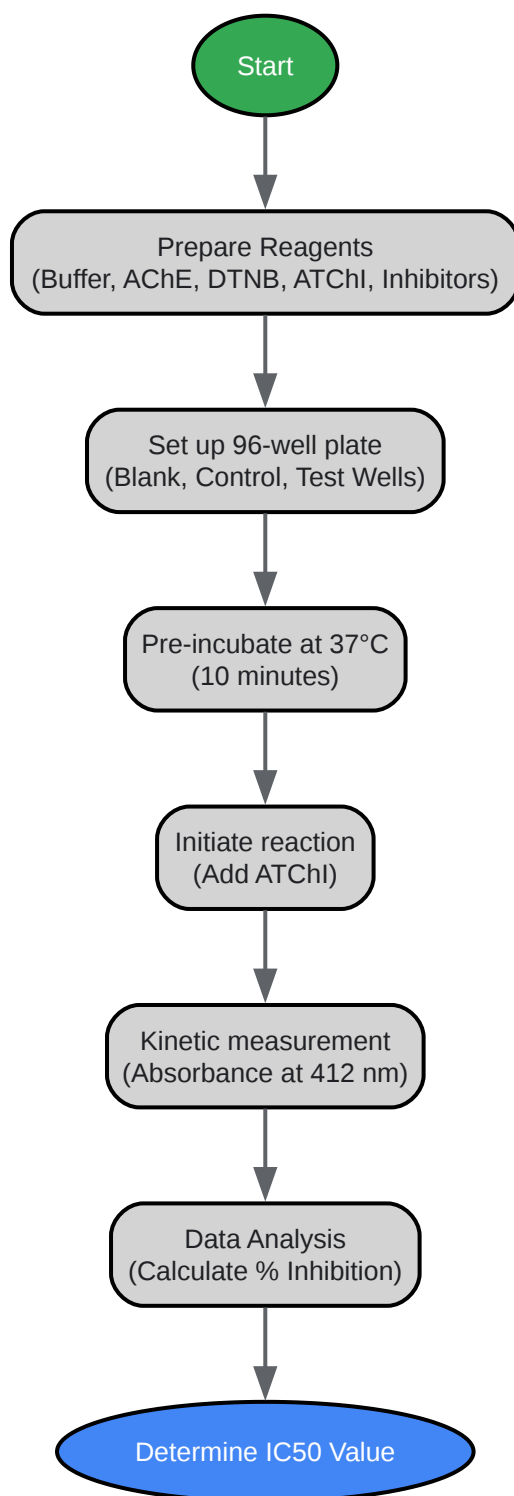 Start
Prepare Reagents
(Buffer, AChE, DTNB, ATChI, Inhibitors)
Set up 96-well plate
(Blank, Control, Test Wells)
Pre-incubate at 37°C
(10 minutes)
Initiate reaction
(Add ATChI)
Kinetic measurement
(Absorbance at 412 nm)
Data Analysis
(Calculate % Inhibition)
Determine IC50 Value